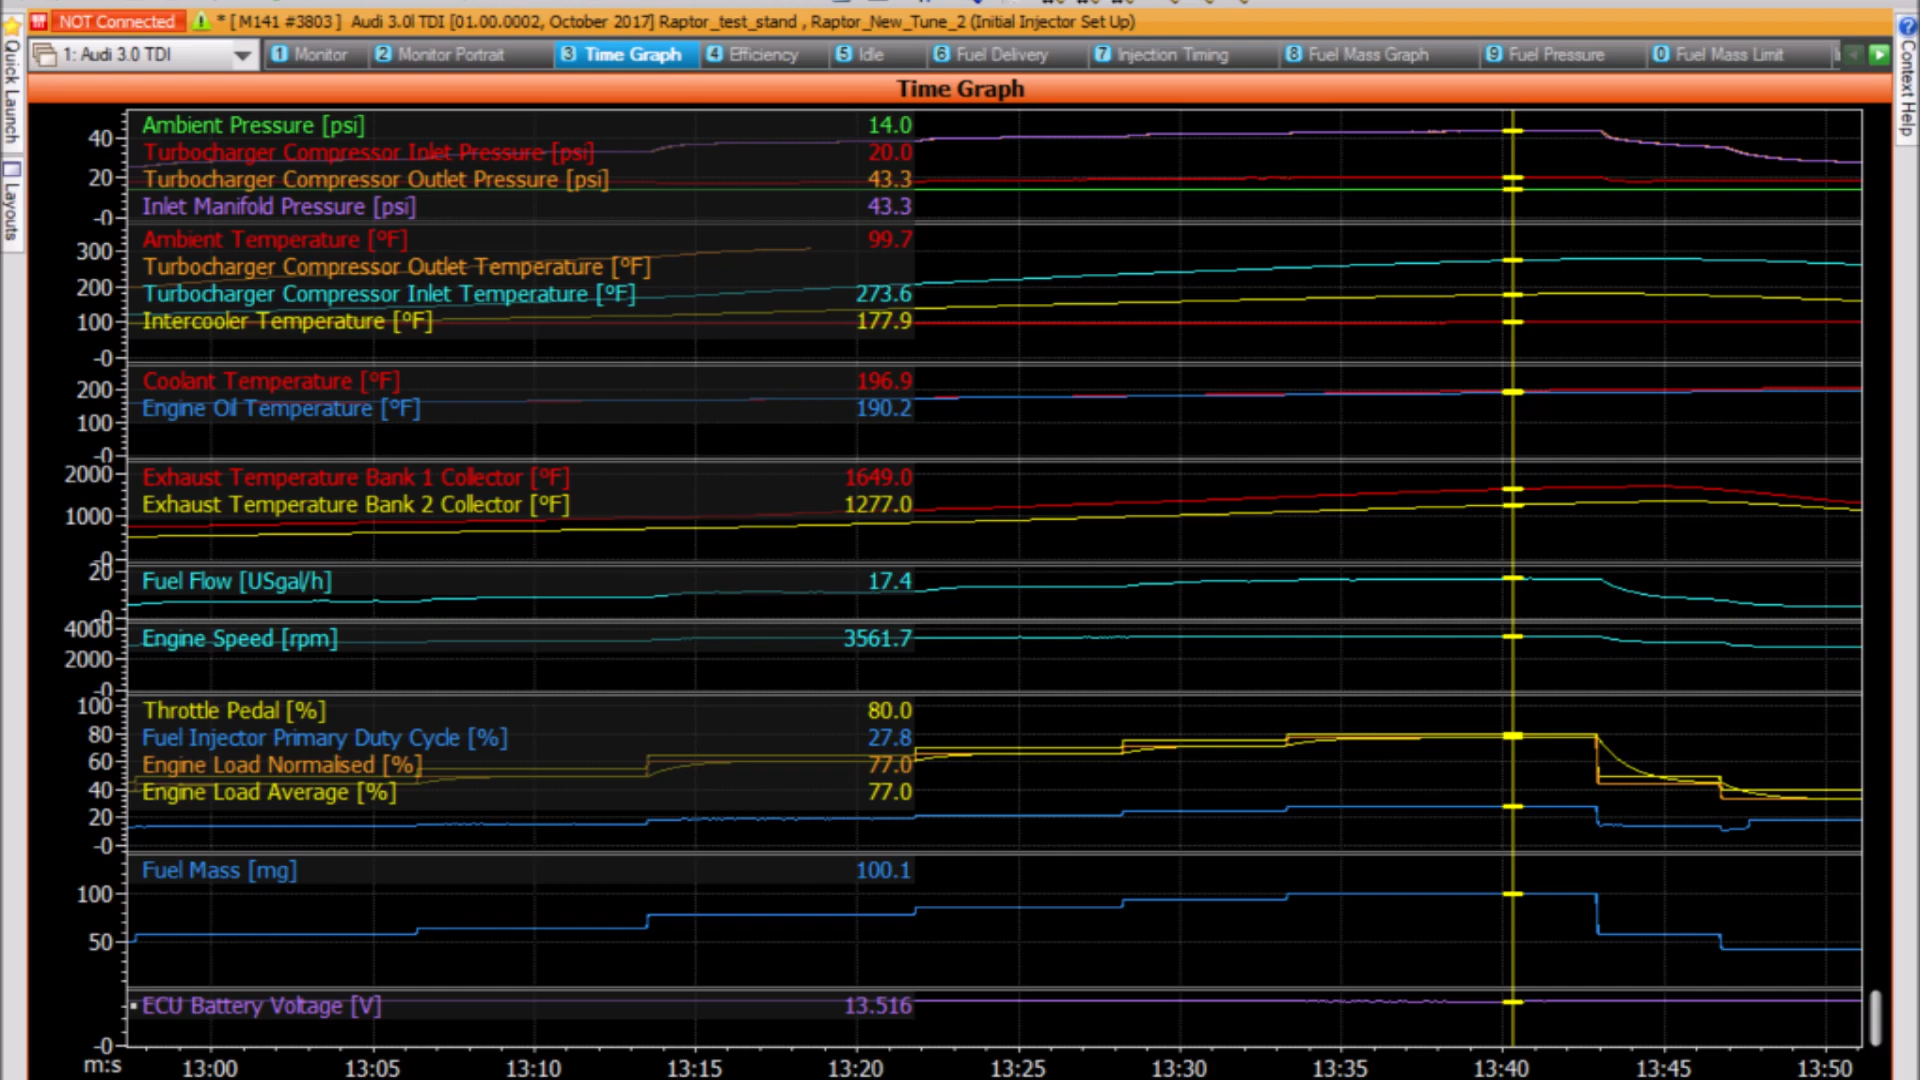 NOT Connected * [ M141 #3803 ] Audi 3.0l TDI [01.00.0002, October 2017] Raptor_test_stand , Raptor_New_Tune_2 (Initial Injector Set Up)
1: Audi 3.0 TDI 1 Monitor 2 Monitor Portrait 3 Time Graph 4 Efficiency 5 Idle 6 Fuel Delivery 7 Injection Timing 8 Fuel Mass Graph 9 Fuel Pressure 0 Fuel Mass Limit
Quick Launch
Layouts
Context Help
Time Graph
Ambient Pressure [psi] 14.0
Turbocharger Compressor Inlet Pressure [psi] 20.0
Turbocharger Compressor Outlet Pressure [psi] 43.3
Inlet Manifold Pressure [psi] 43.3
40
20
-0
Ambient Temperature [°F] 99.7
Turbocharger Compressor Outlet Temperature [°F]
Turbocharger Compressor Inlet Temperature [°F] 273.6
Intercooler Temperature [°F] 177.9
300
200
100
-0
Coolant Temperature [°F] 196.9
Engine Oil Temperature [°F] 190.2
200
100
-0
Exhaust Temperature Bank 1 Collector [°F] 1649.0
Exhaust Temperature Bank 2 Collector [°F] 1277.0
2000
1000
-0
Fuel Flow [USgal/h] 17.4
20
-0
Engine Speed [rpm] 3561.7
4000
2000
-0
Throttle Pedal [%] 80.0
Fuel Injector Primary Duty Cycle [%] 27.8
Engine Load Normalised [%] 77.0
Engine Load Average [%] 77.0
100
80
60
40
20
-0
Fuel Mass [mg] 100.1
100
50
ECU Battery Voltage [V] 13.516
-0
m:s 13:00 13:05 13:10 13:15 13:20 13:25 13:30 13:35 13:40 13:45 13:50